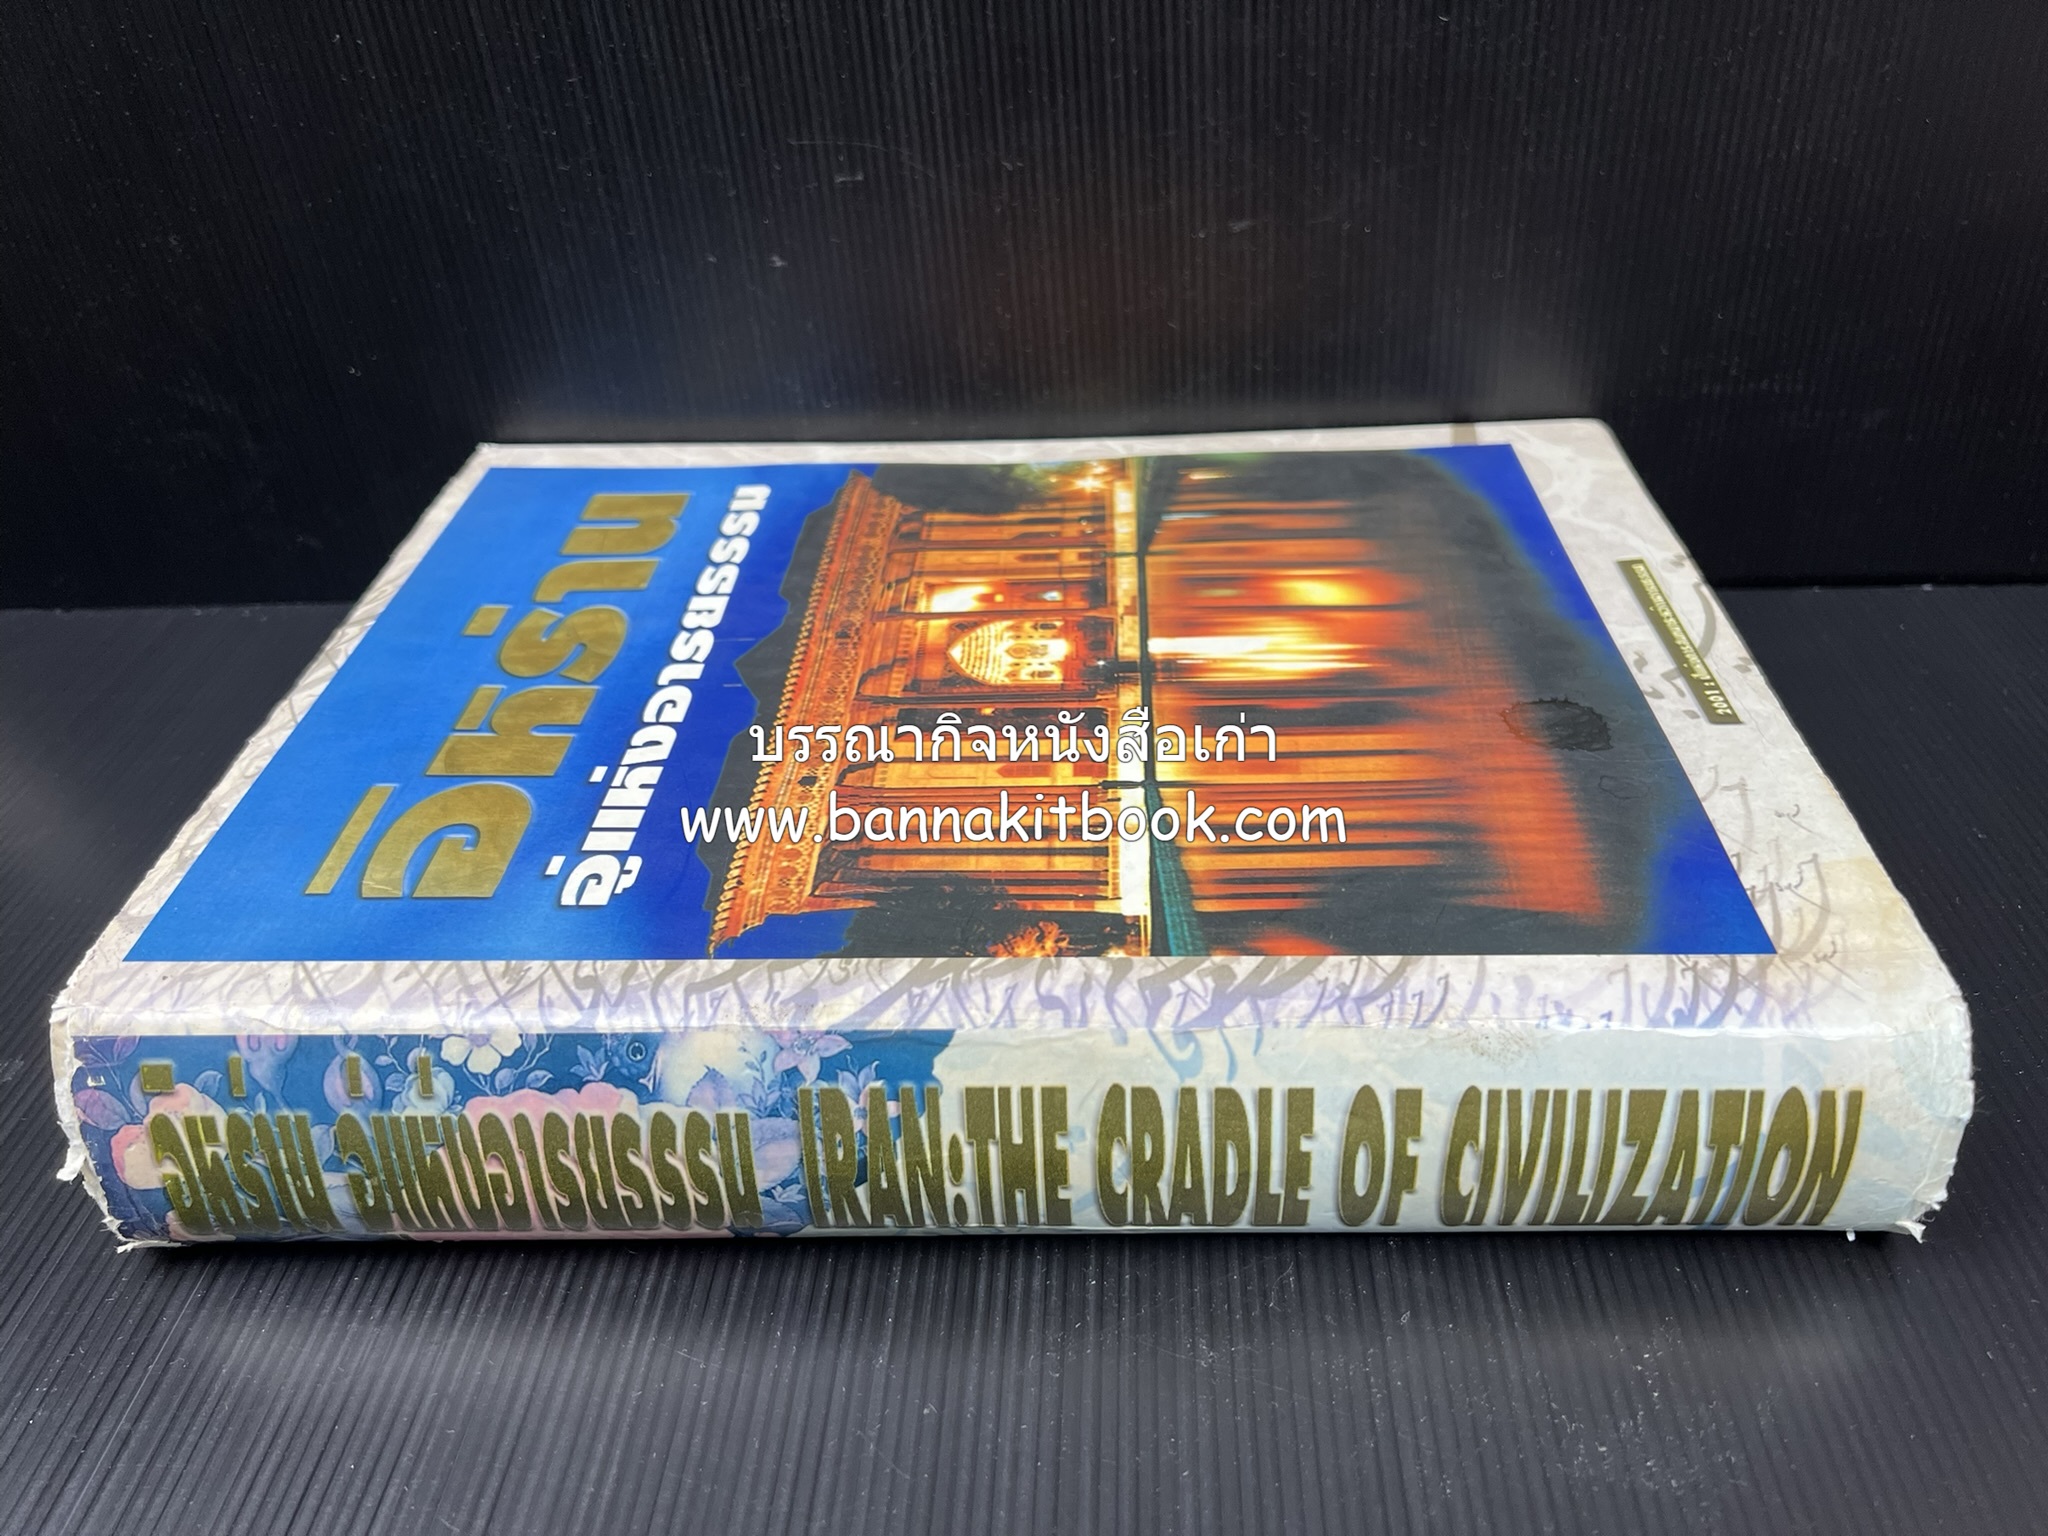 อิหร่าน
อู่แห่งอารยธรรม
บรรณากิจหนังสือเก่า
www.bannakitbook.com
อิหร่าน อู่แห่งอารยธรรม IRAN:THE CRADLE OF CIVILIZATION